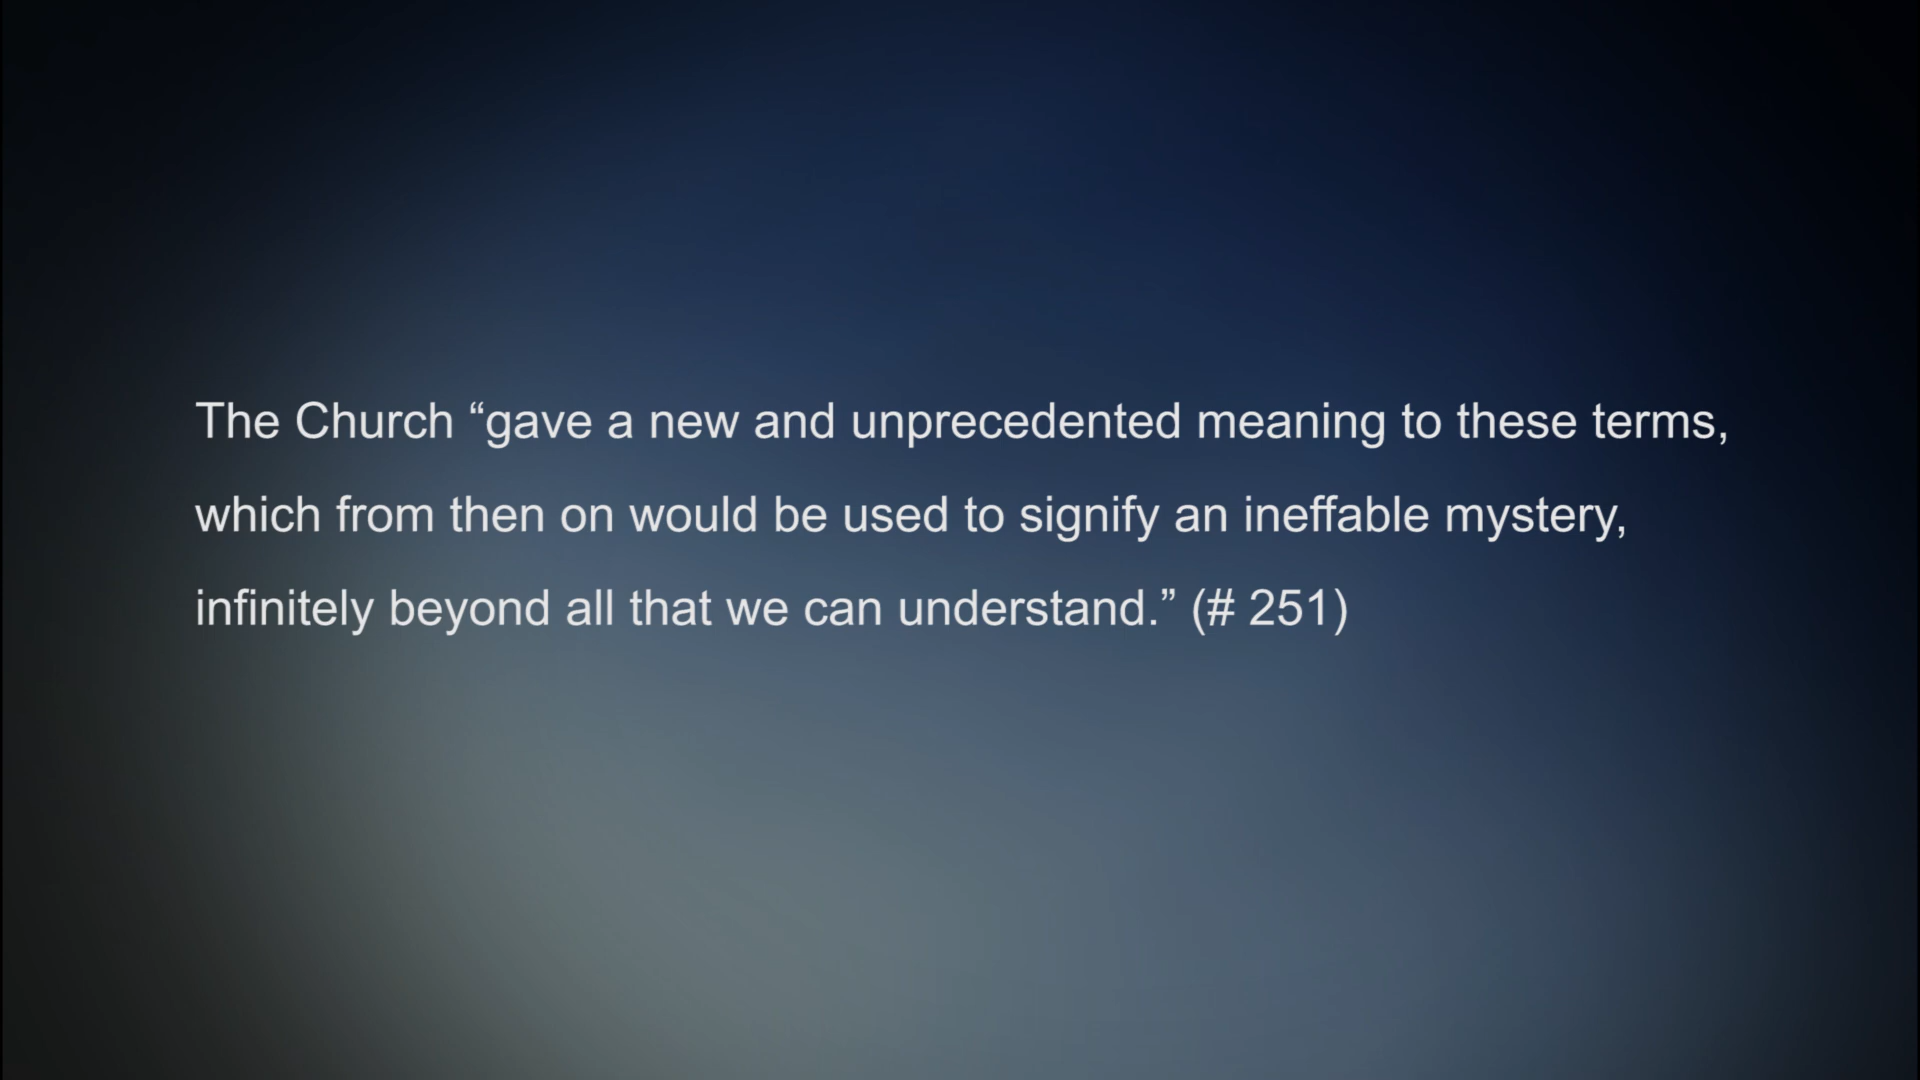 The Church “gave a new and unprecedented meaning to these terms,
which from then on would be used to signify an ineffable mystery,
infinitely beyond all that we can understand.” (# 251)